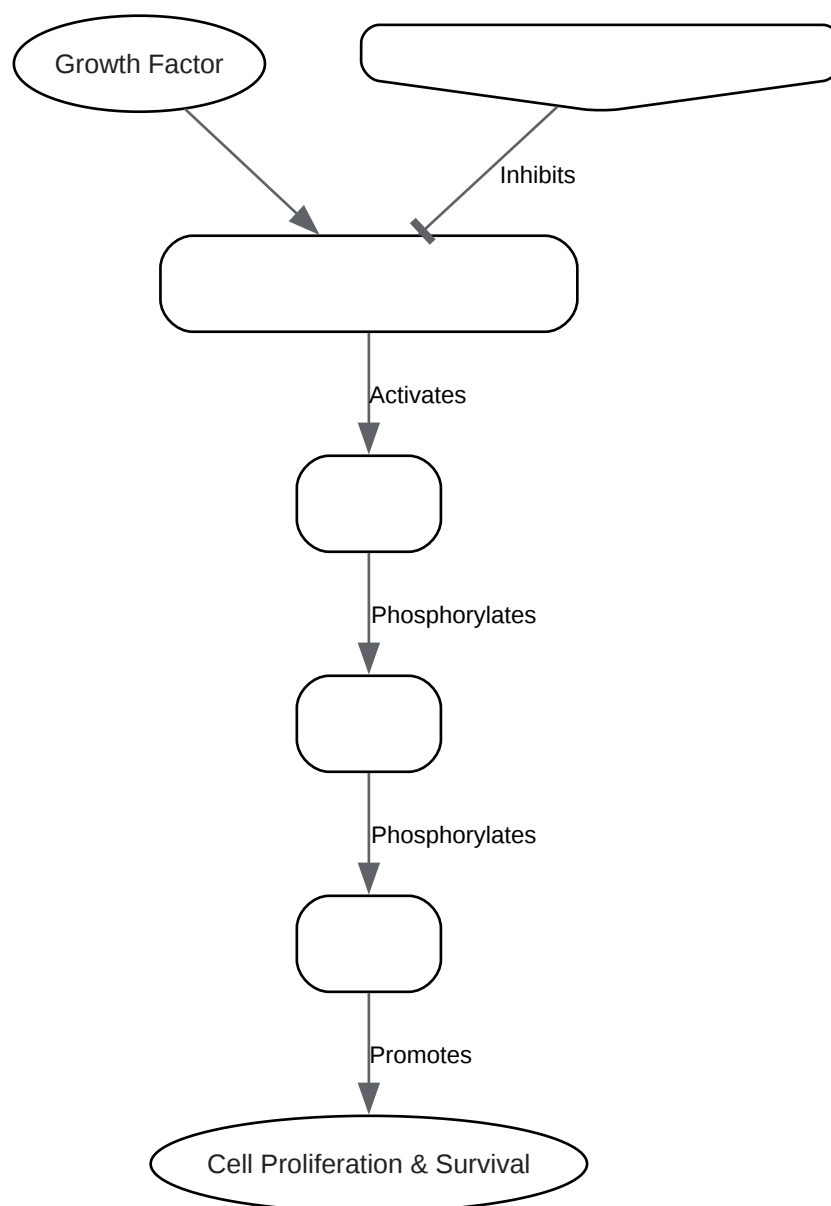 Growth Factor
Inhibits
Activates
Phosphorylates
Phosphorylates
Promotes
Cell Proliferation & Survival